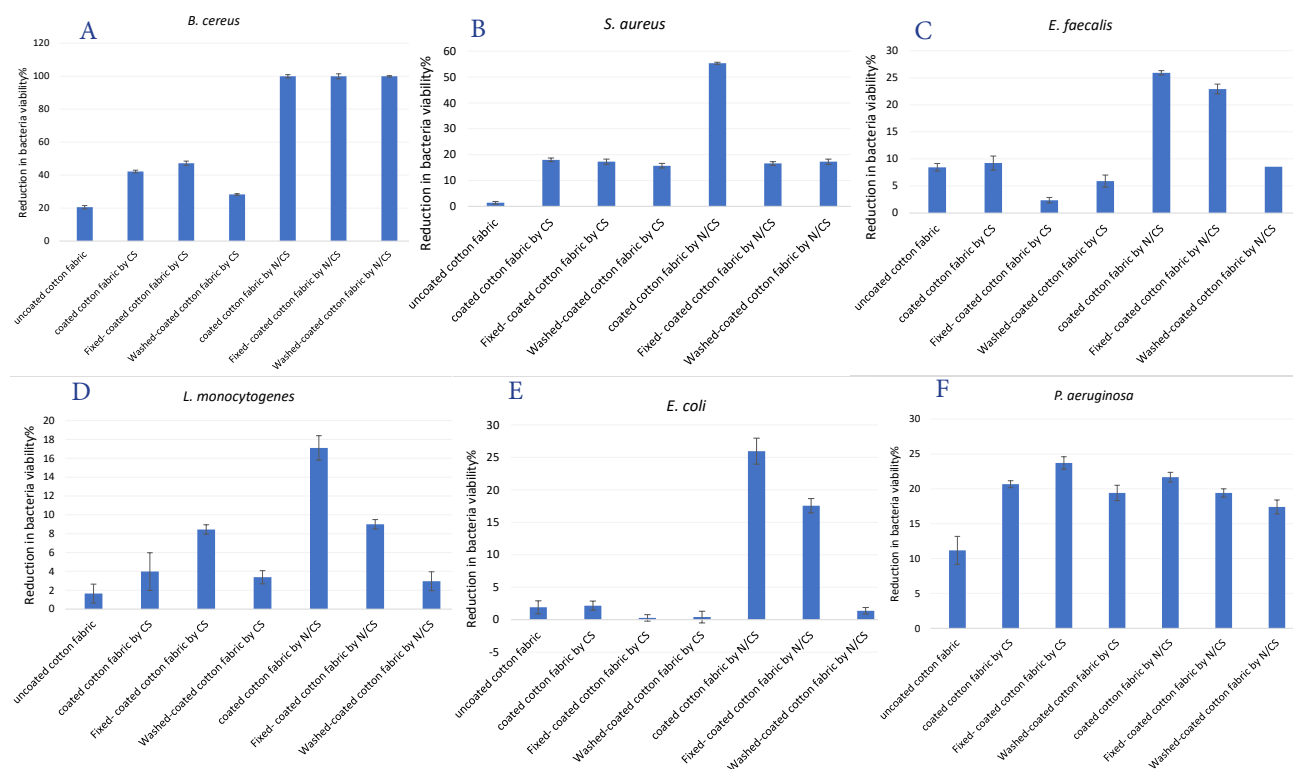 A
B. cereus
Reduction in bacteria viability%
120
100
80
60
40
20
0
uncoated cotton fabric
coated cotton fabric by CS
Fixed- coated cotton fabric by CS
Washed-coated cotton fabric by CS
coated cotton fabric by N/CS
Fixed- coated cotton fabric by N/CS
Washed-coated cotton fabric by N/CS
B
S. aureus
Reduction in bacteria viability%
60
50
40
30
20
10
0
uncoated cotton fabric
coated cotton fabric by CS
Fixed- coated cotton fabric by CS
Washed-coated cotton fabric by CS
coated cotton fabric by N/CS
Fixed- coated cotton fabric by N/CS
Washed-coated cotton fabric by N/CS
C
E. faecalis
Reduction in bacteria viability%
30
25
20
15
10
5
0
uncoated cotton fabric
coated cotton fabric by CS
Fixed- coated cotton fabric by CS
Washed-coated cotton fabric by CS
coated cotton fabric by N/CS
Fixed- coated cotton fabric by N/CS
Washed-coated cotton fabric by N/CS
D
L. monocytogenes
Reduction in bacteria viability%
20
18
16
14
12
10
8
6
4
2
0
uncoated cotton fabric
coated cotton fabric by CS
Fixed- coated cotton fabric by CS
Washed-coated cotton fabric by CS
coated cotton fabric by N/CS
Fixed- coated cotton fabric by N/CS
Washed-coated cotton fabric by N/CS
E
E. coli
Reduction in bacteria viability%
30
25
20
15
10
5
0
-5
uncoated cotton fabric
coated cotton fabric by CS
Fixed- coated cotton fabric by CS
Washed-coated cotton fabric by CS
coated cotton fabric by N/CS
Fixed- coated cotton fabric by N/CS
Washed-coated cotton fabric by N/CS
F
P. aeruginosa
Reduction in bacteria viability%
30
25
20
15
10
5
0
uncoated cotton fabric
coated cotton fabric by CS
Fixed- coated cotton fabric by CS
Washed-coated cotton fabric by CS
coated cotton fabric by N/CS
Fixed- coated cotton fabric by N/CS
Washed-coated cotton fabric by N/CS